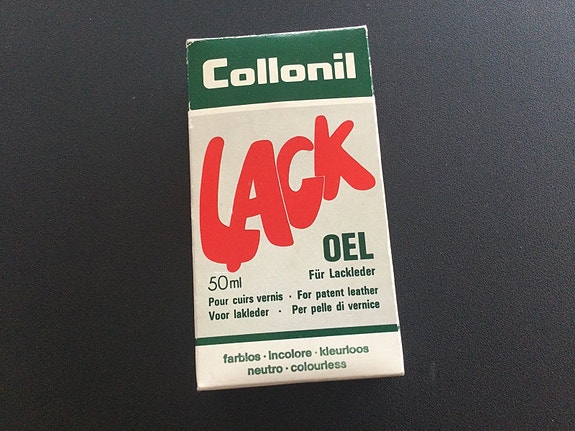 Collonil
LACK
OEL
Für Lackleder
50ml
Pour cuirs vernis · For patent leather
Voor lakleder · Per pelle di vernice
farblos · incolore · kleurloos
neutro · colourless